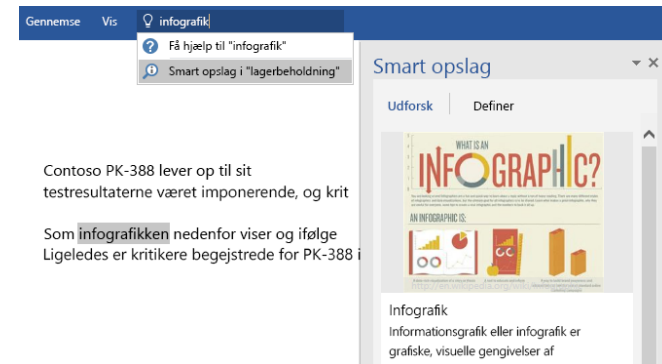 Gennemse Vis infografik
Få hjælp til "infografik"
Smart opslag i "lagerbeholdning"
Smart opslag
Udforsk Definer
Contoso PK-388 lever op til sit
testresultaterne været imponerende, og krit
Som infografikken nedenfor viser og ifølge
Ligeledes er kritikere begejstrede for PK-388 i
WHAT IS AN
INFOGRAPHIC?
AN INFOGRAPHIC IS:
Infografik
Informationsgrafik eller infografik er
grafiske, visuelle gengivelser af